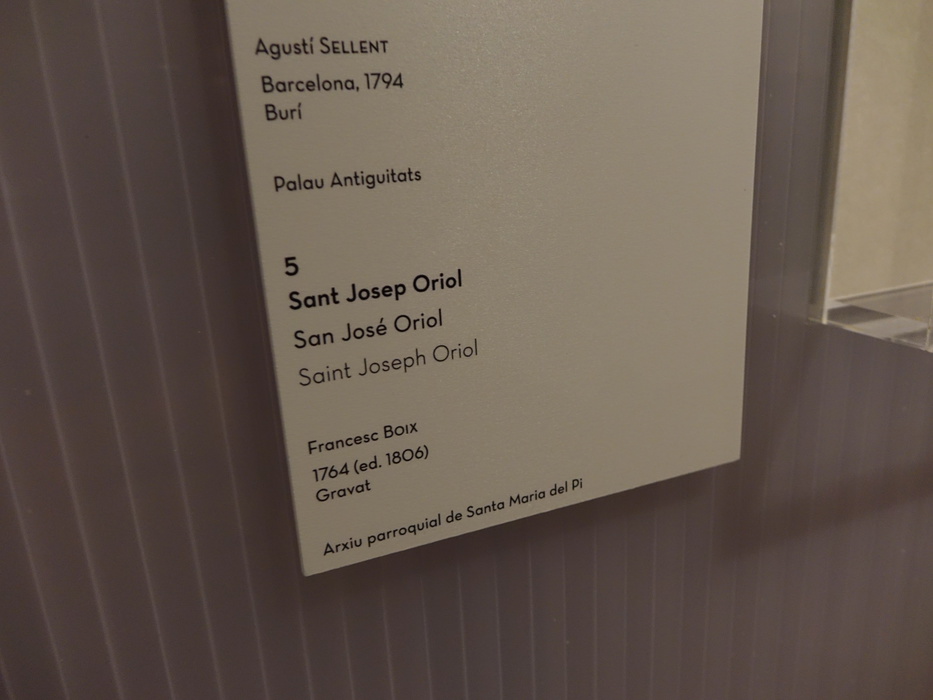 Agustí SELLENT
Barcelona, 1794
Burí
Palau Antiguitats
5
Sant Josep Oriol
San José Oriol
Saint Joseph Oriol
Francesc BOIX
1764 (ed. 1806)
Gravat
Arxiu parroquial de Santa Maria del Pi